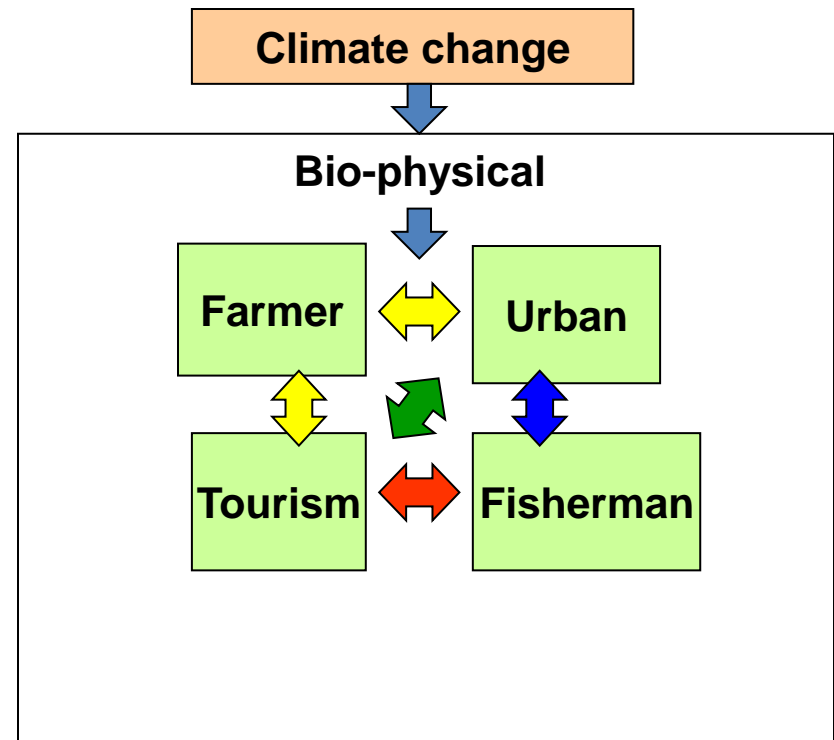 Climate change
Bio-physical
Farmer
Urban
Tourism
Fisherman